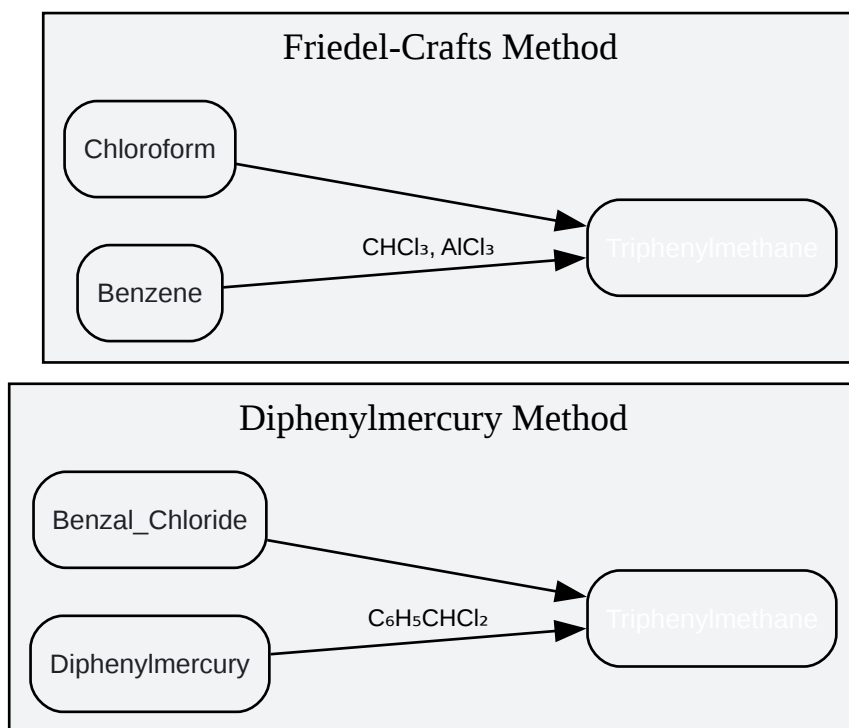 Friedel-Crafts Method
Chloroform
CHCl₃, AlCl₃
Triphenylmethane
Benzene
Diphenylmercury Method
Benzal_Chloride
C₆H₅CHCl₂
Triphenylmethane
Diphenylmercury